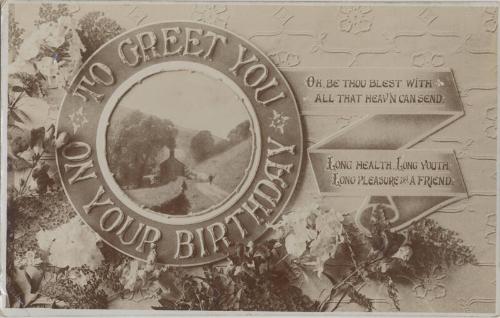 TO GREET YOU
ON YOUR BIRTHDAY
OH, BE THOU BLEST WITH
ALL THAT HEAV'N CAN SEND.
LONG HEALTH, LONG YOUTH,
LONG PLEASURE AND A FRIEND.